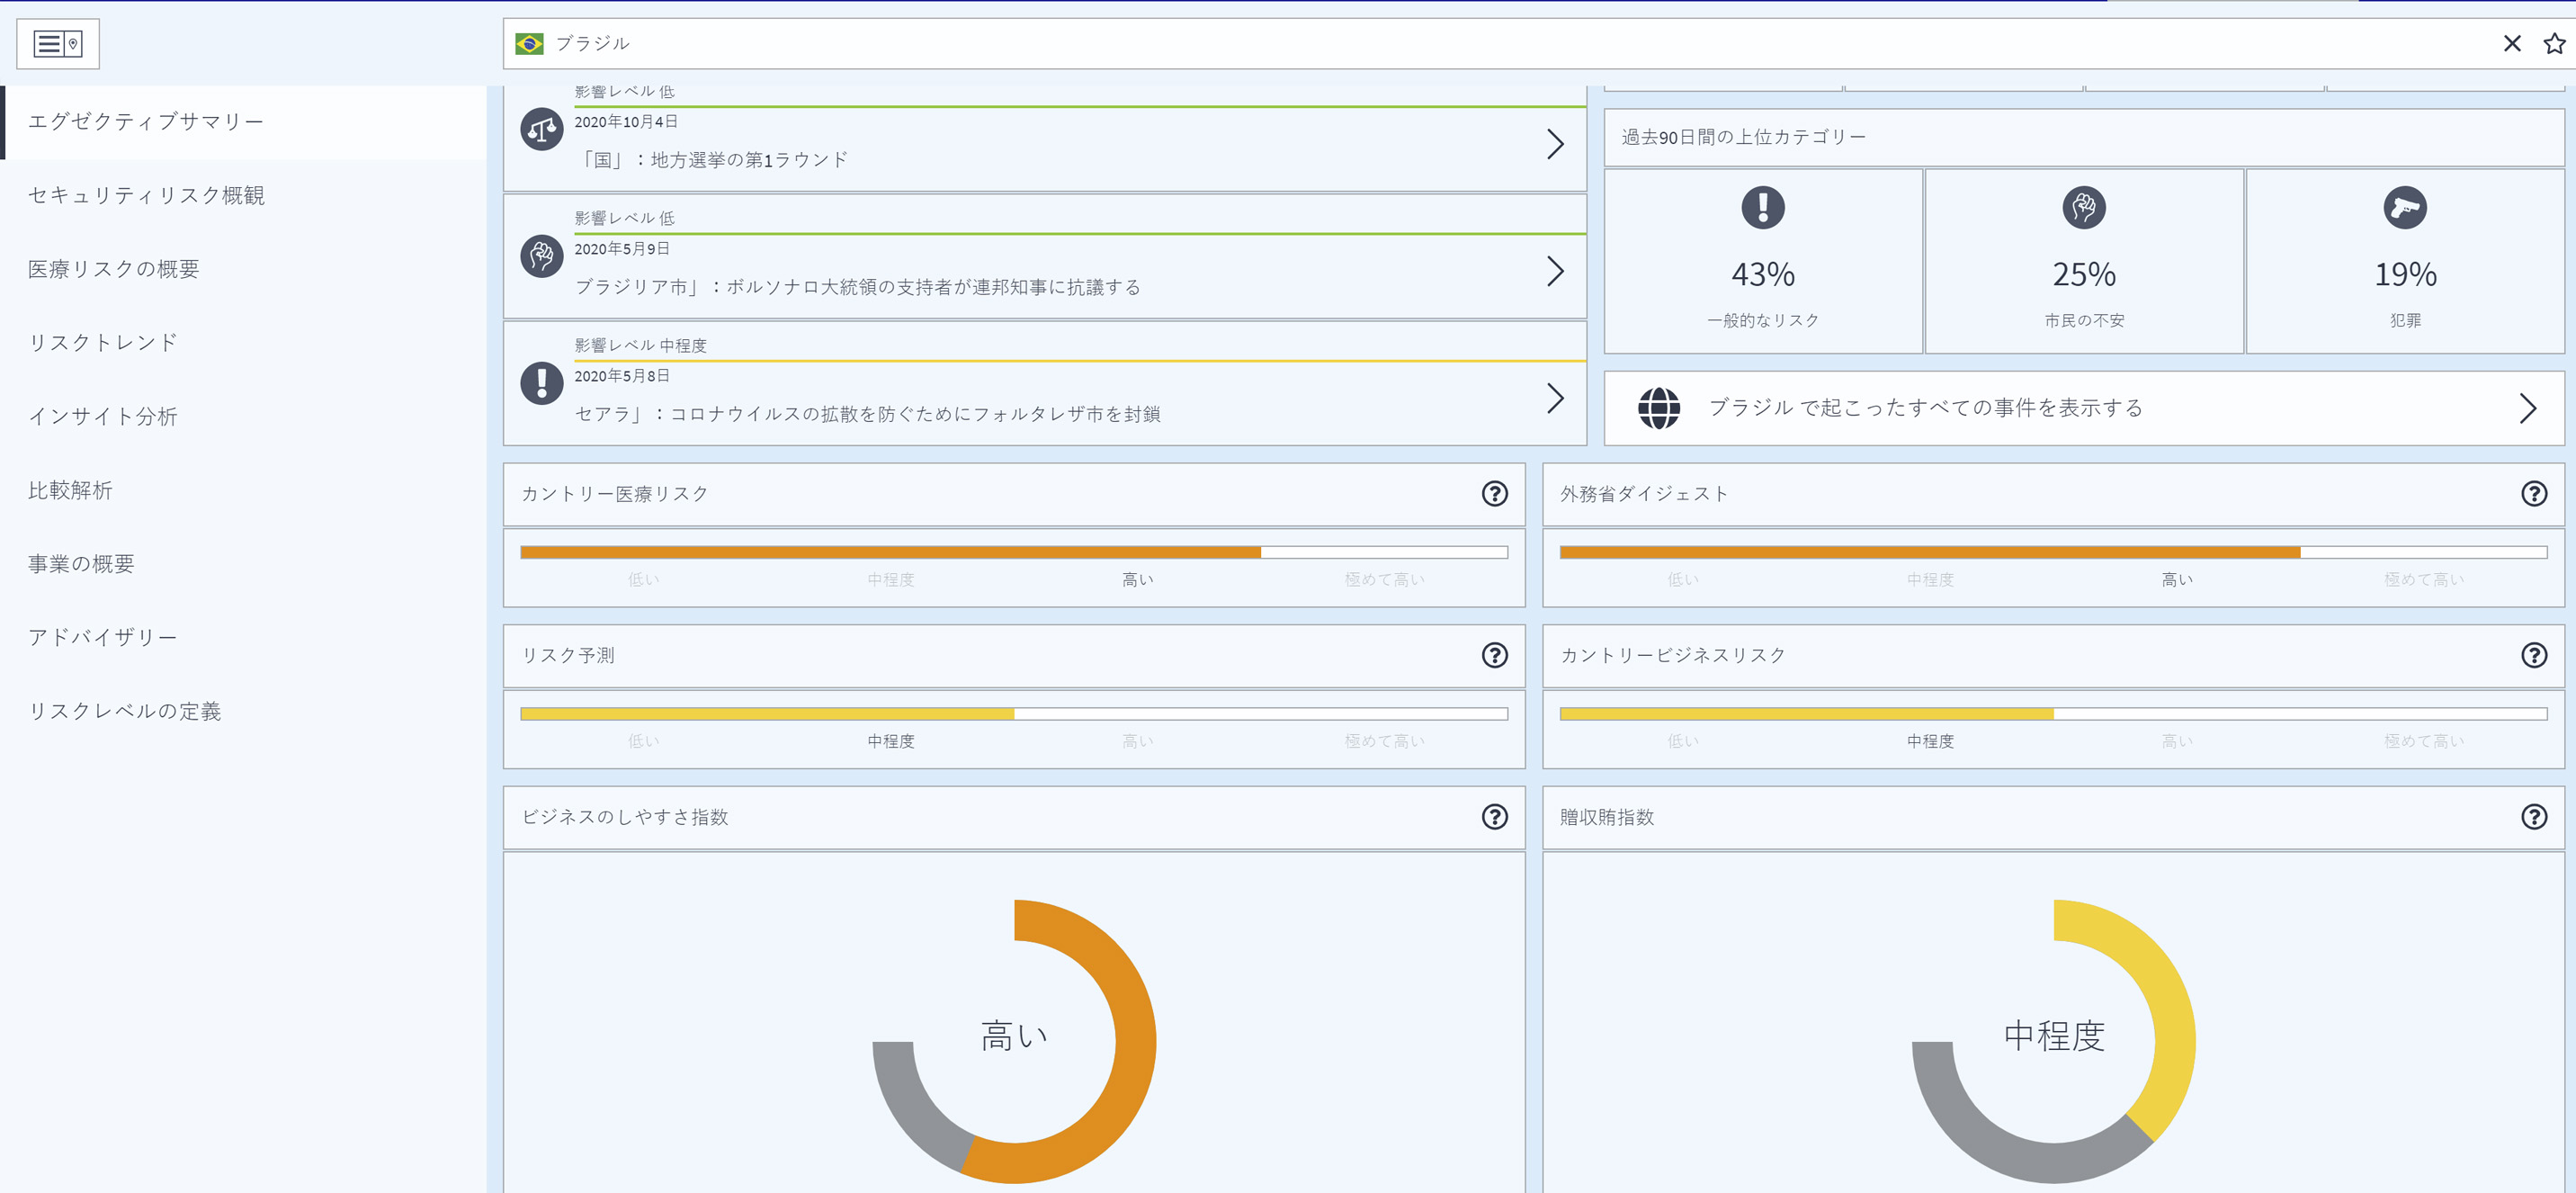 ブラジル
エグゼクティブサマリー
セキュリティリスク概観
医療リスクの概要
リスクトレンド
インサイト分析
比較解析
事業の概要
アドバイザリー
リスクレベルの定義
影響レベル 低
2020年10月4日
「国」：地方選挙の第1ラウンド
影響レベル 低
2020年5月9日
ブラジリア市」：ボルソナロ大統領の支持者が連邦知事に抗議する
影響レベル 中程度
2020年5月8日
セアラ」：コロナウイルスの拡散を防ぐためにフォルタレザ市を封鎖
過去90日間の上位カテゴリー
43%
一般的なリスク
25%
市民の不安
19%
犯罪
ブラジル で起こったすべての事件を表示する
カントリー医療リスク
低い 中程度 高い 極めて高い
外務省ダイジェスト
低い 中程度 高い 極めて高い
リスク予測
低い 中程度 高い 極めて高い
カントリービジネスリスク
低い 中程度 高い 極めて高い
ビジネスのしやすさ指数
高い
贈収賄指数
中程度